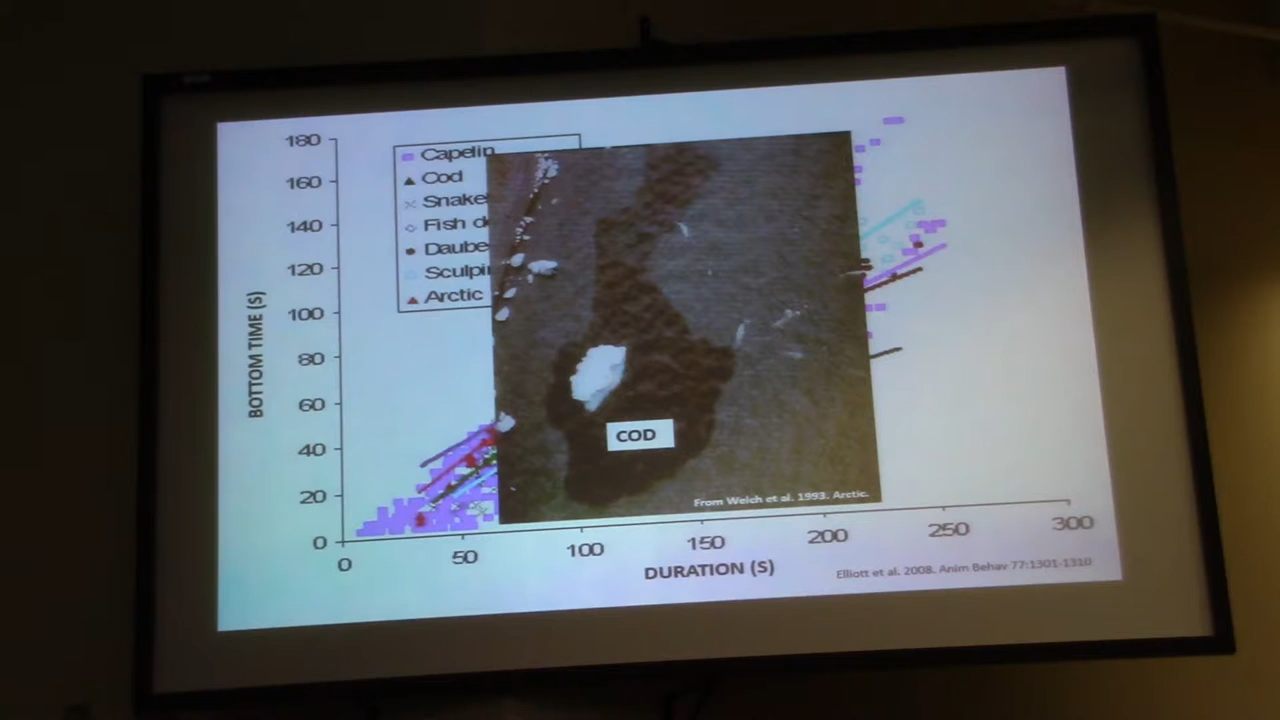 180
160
140
120
100
80
60
40
20
0
BOTTOM TIME (S)
Capelin
Cod
Snake
Fish d
Daube
Sculpi
Arctic
COD
From Welch et al. 1993. Arctic.
0
50
100
150
200
250
300
DURATION (S)
Elliott et al. 2008. Anim Behav 77:1301-1310